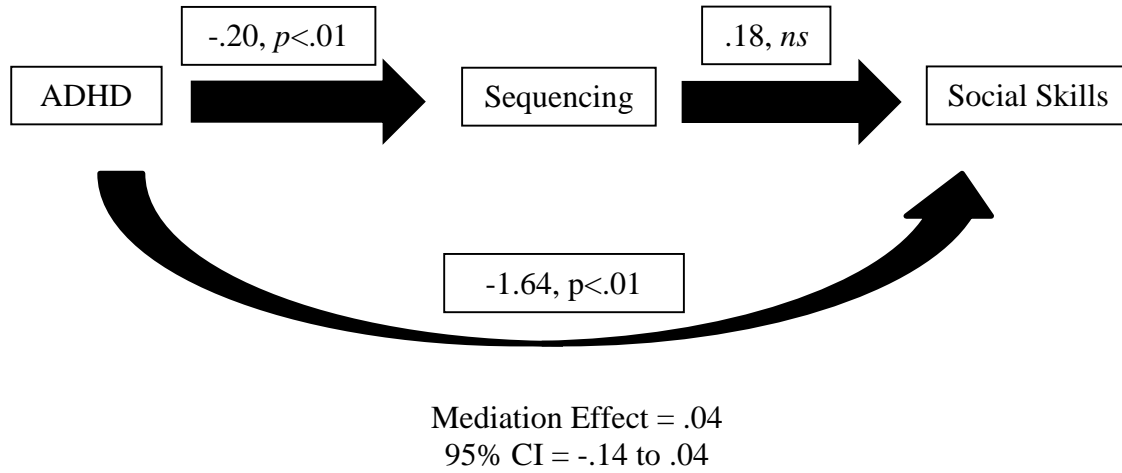 -.20, p<.01
.18, ns
ADHD
Sequencing
Social Skills
-1.64, p<.01
Mediation Effect = .04
95% CI = -.14 to .04